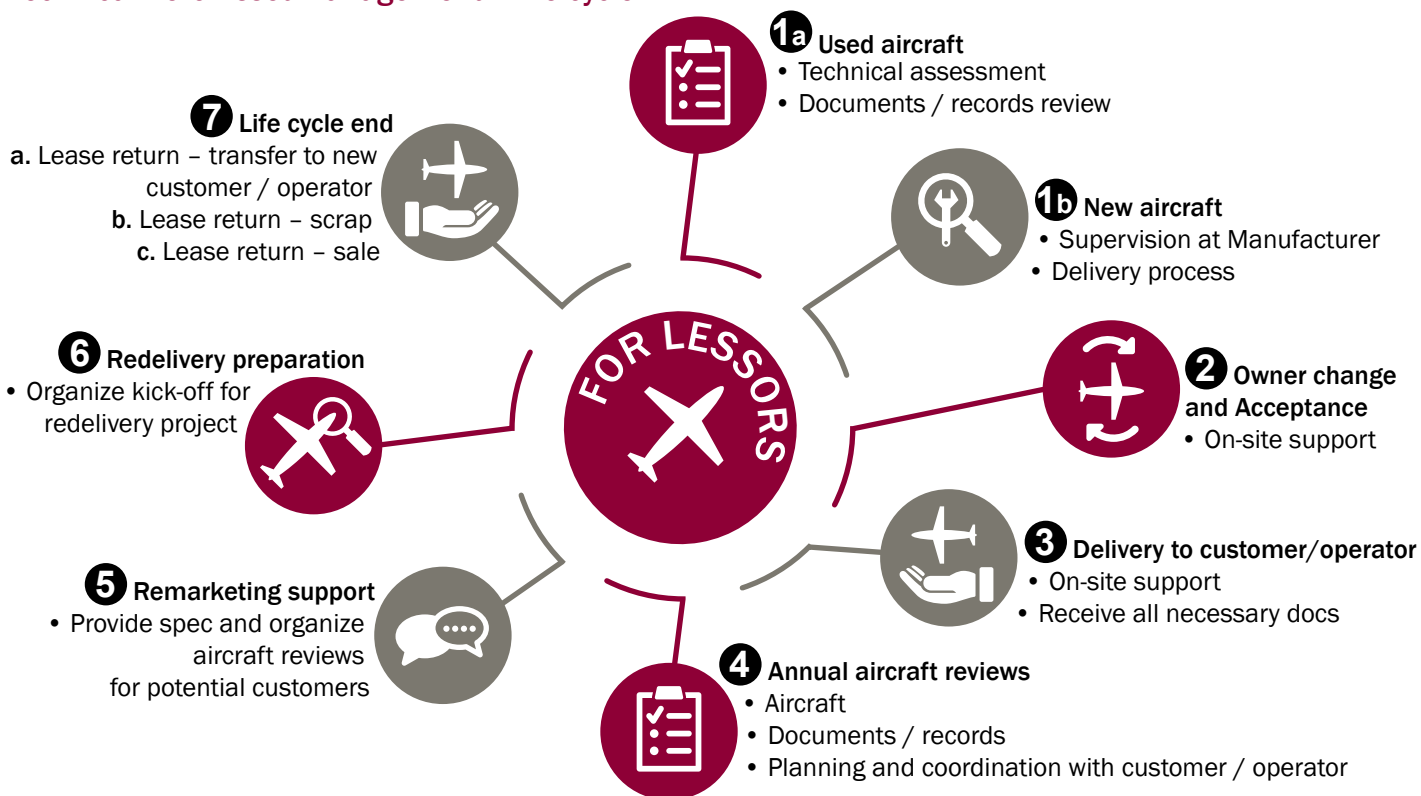 1a Used aircraft
• Technical assessment
• Documents / records review
1b New aircraft
• Supervision at Manufacturer
• Delivery process
2 Owner change
and Acceptance
• On-site support
3 Delivery to customer/operator
• On-site support
• Receive all necessary docs
4 Annual aircraft reviews
• Aircraft
• Documents / records
• Planning and coordination with customer / operator
5 Remarketing support
• Provide spec and organize
aircraft reviews
for potential customers
6 Redelivery preparation
• Organize kick-off for
redelivery project
7 Life cycle end
a. Lease return – transfer to new
customer / operator
b. Lease return – scrap
c. Lease return – sale
FOR LESSORS